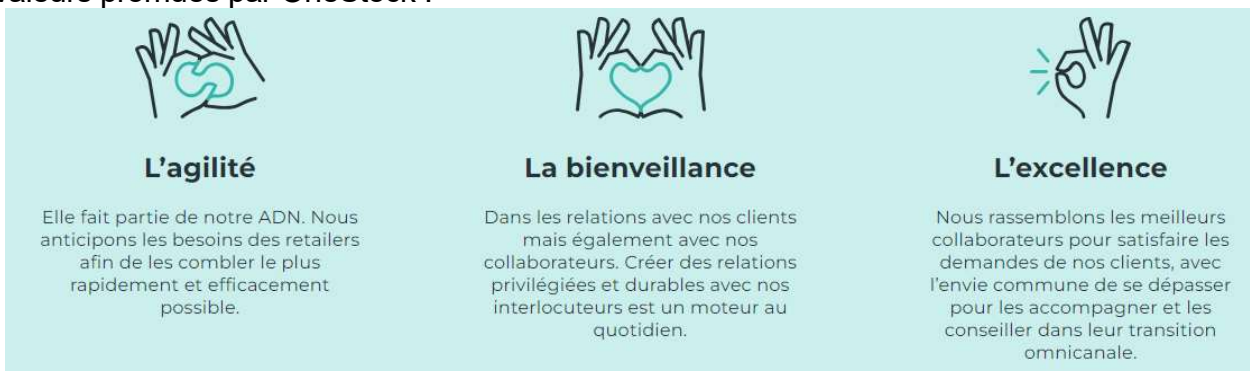 valeurs promues par OneStock :
L'agilité
Elle fait partie de notre ADN. Nous
anticipons les besoins des retailers
afin de les combler le plus
rapidement et efficacement
possible.
La bienveillance
Dans les relations avec nos clients
mais également avec nos
collaborateurs. Créer des relations
privilégiées et durables avec nos
interlocuteurs est un moteur au
quotidien.
L'excellence
Nous rassemblons les meilleurs
collaborateurs pour satisfaire les
demandes de nos clients, avec
l'envie commune de se dépasser
pour les accompagner et les
conseiller dans leur transition
omnicanale.